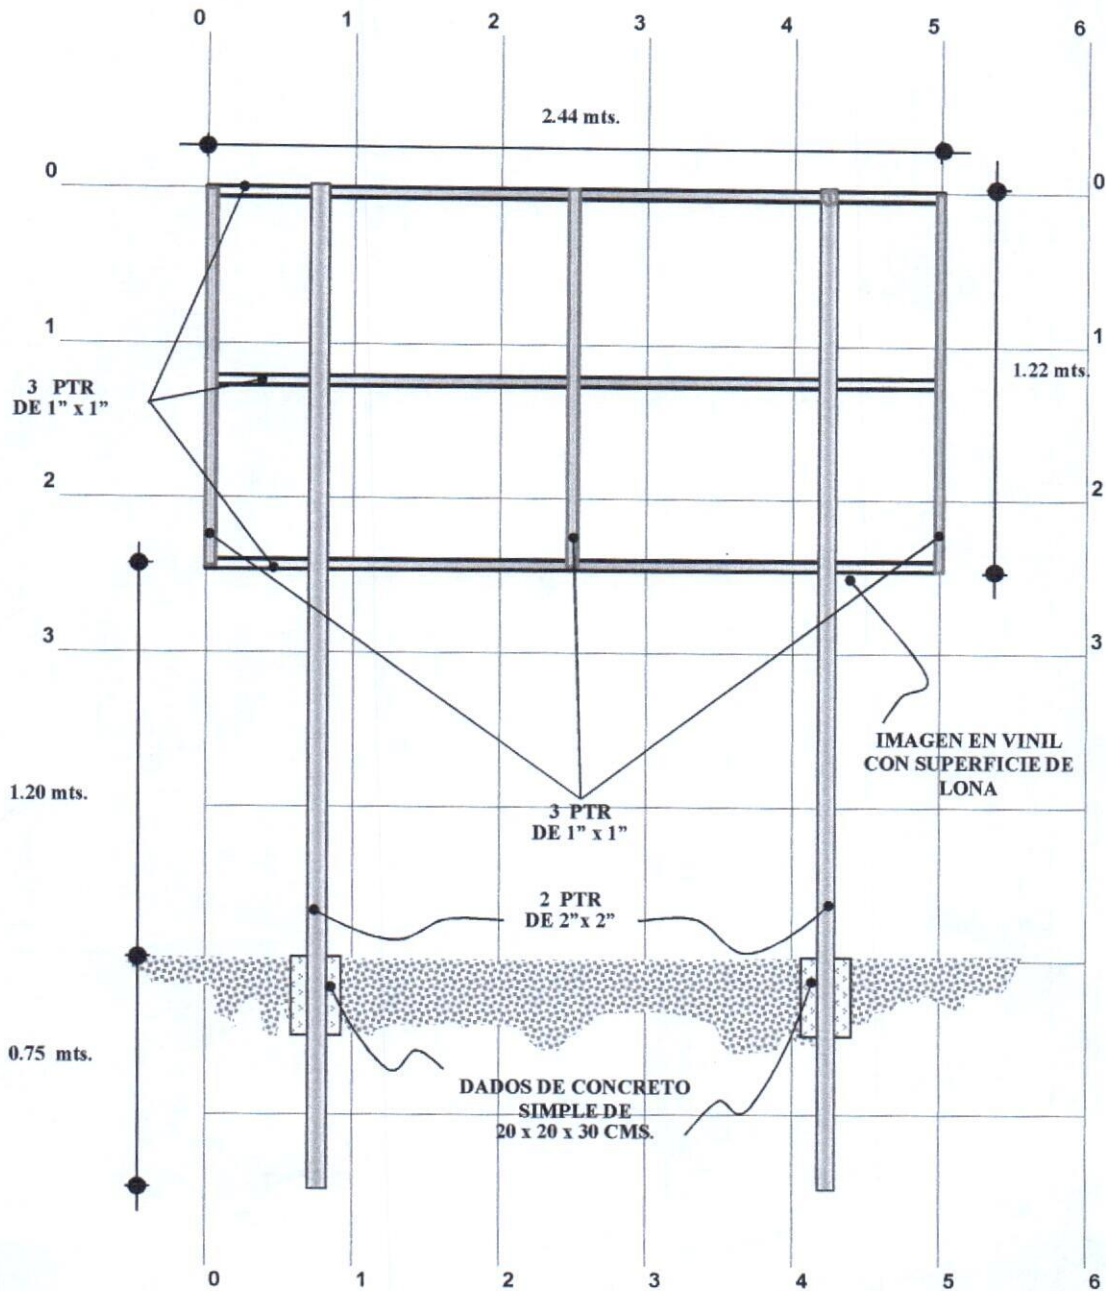 0 1 2 3 4 5 6
2.44 mts.
0 0
1 1
1.22 mts.
3 PTR
DE 1” x 1”
2 2
3 3
IMAGEN EN VINIL
CON SUPERFICIE DE
LONA
1.20 mts.
3 PTR
DE 1” x 1”
2 PTR
DE 2”x 2”
0.75 mts.
DADOS DE CONCRETO
SIMPLE DE
20 x 20 x 30 CMS.
0 1 2 3 4 5 6